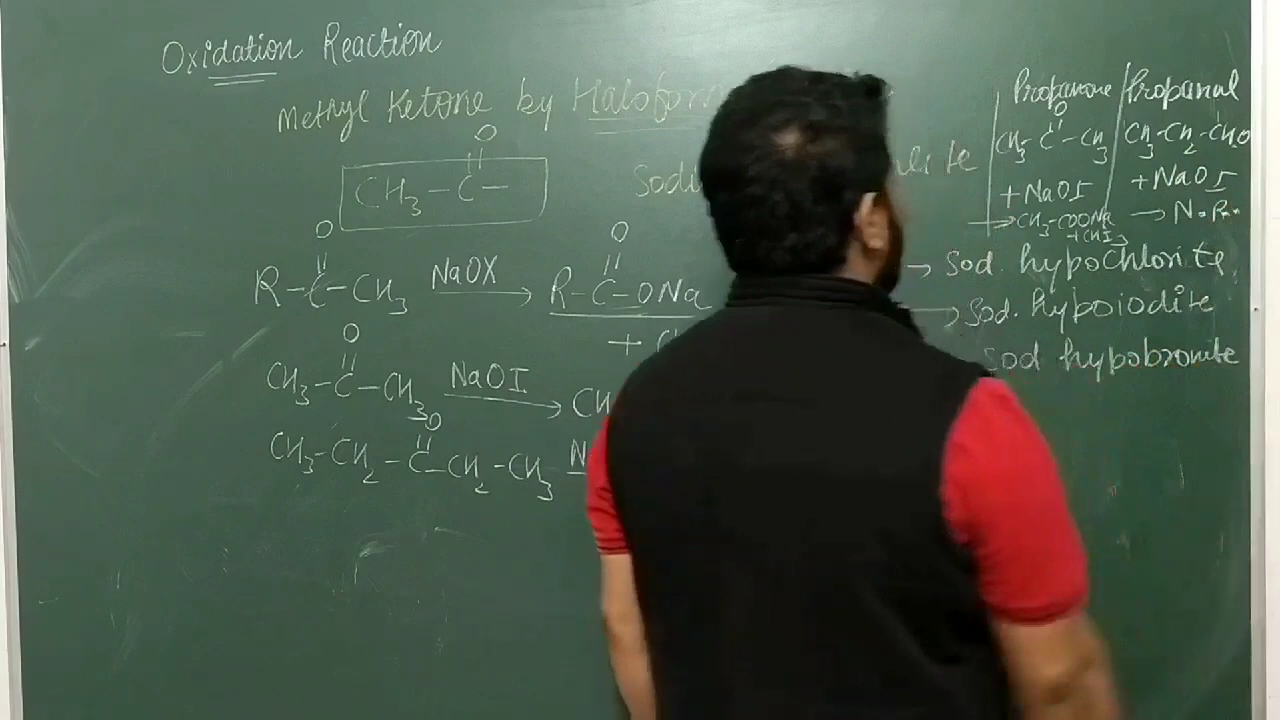 Oxidation Reaction
Methyl Ketone by Haloform
O
CH3 – C –
Sodi
O
R – C – CH3 NaOX → R – C – ONa
O
+ C
O
CH3 – C – CH3 NaOI → CH
O
CH3 – CH2 – C – CH2 – CH3 N
Propanone
O
CH3 – C – CH3
+ NaOI
→ CH3-COONa
+ CHI3
Propanal
CH3-CH2-CHO
+ NaOI
→ N.R.
→ Sod. hypochlorite
→ Sod. hypoiodite
Sod hypobromite